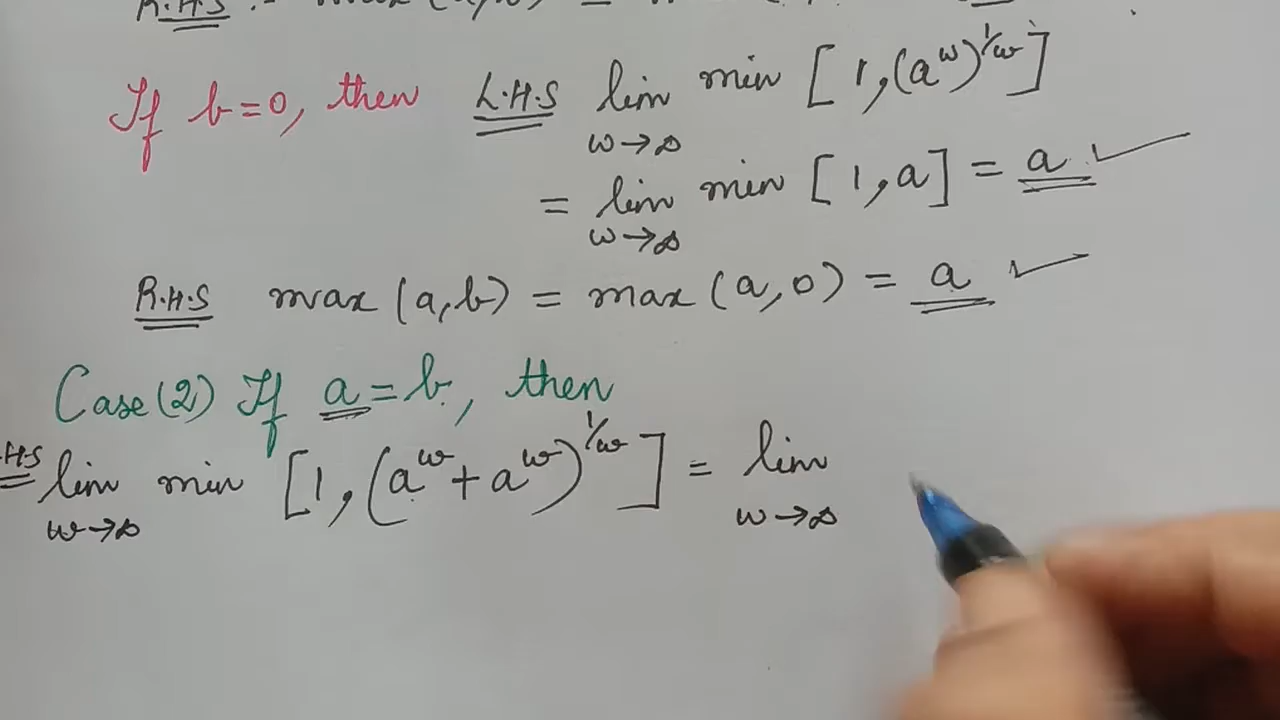 R.H.S :- max (a,b) =
If b=0, then L.H.S lim w→∞ min [1,(a^w)^1/w]
= lim w→∞ min [1,a] = a ✓
R.H.S max (a,b) = max (a,0) = a ✓
Case(2) If a=b, then
.H.S lim w→∞ min [1,(a^w+a^w)^1/w] = lim w→∞